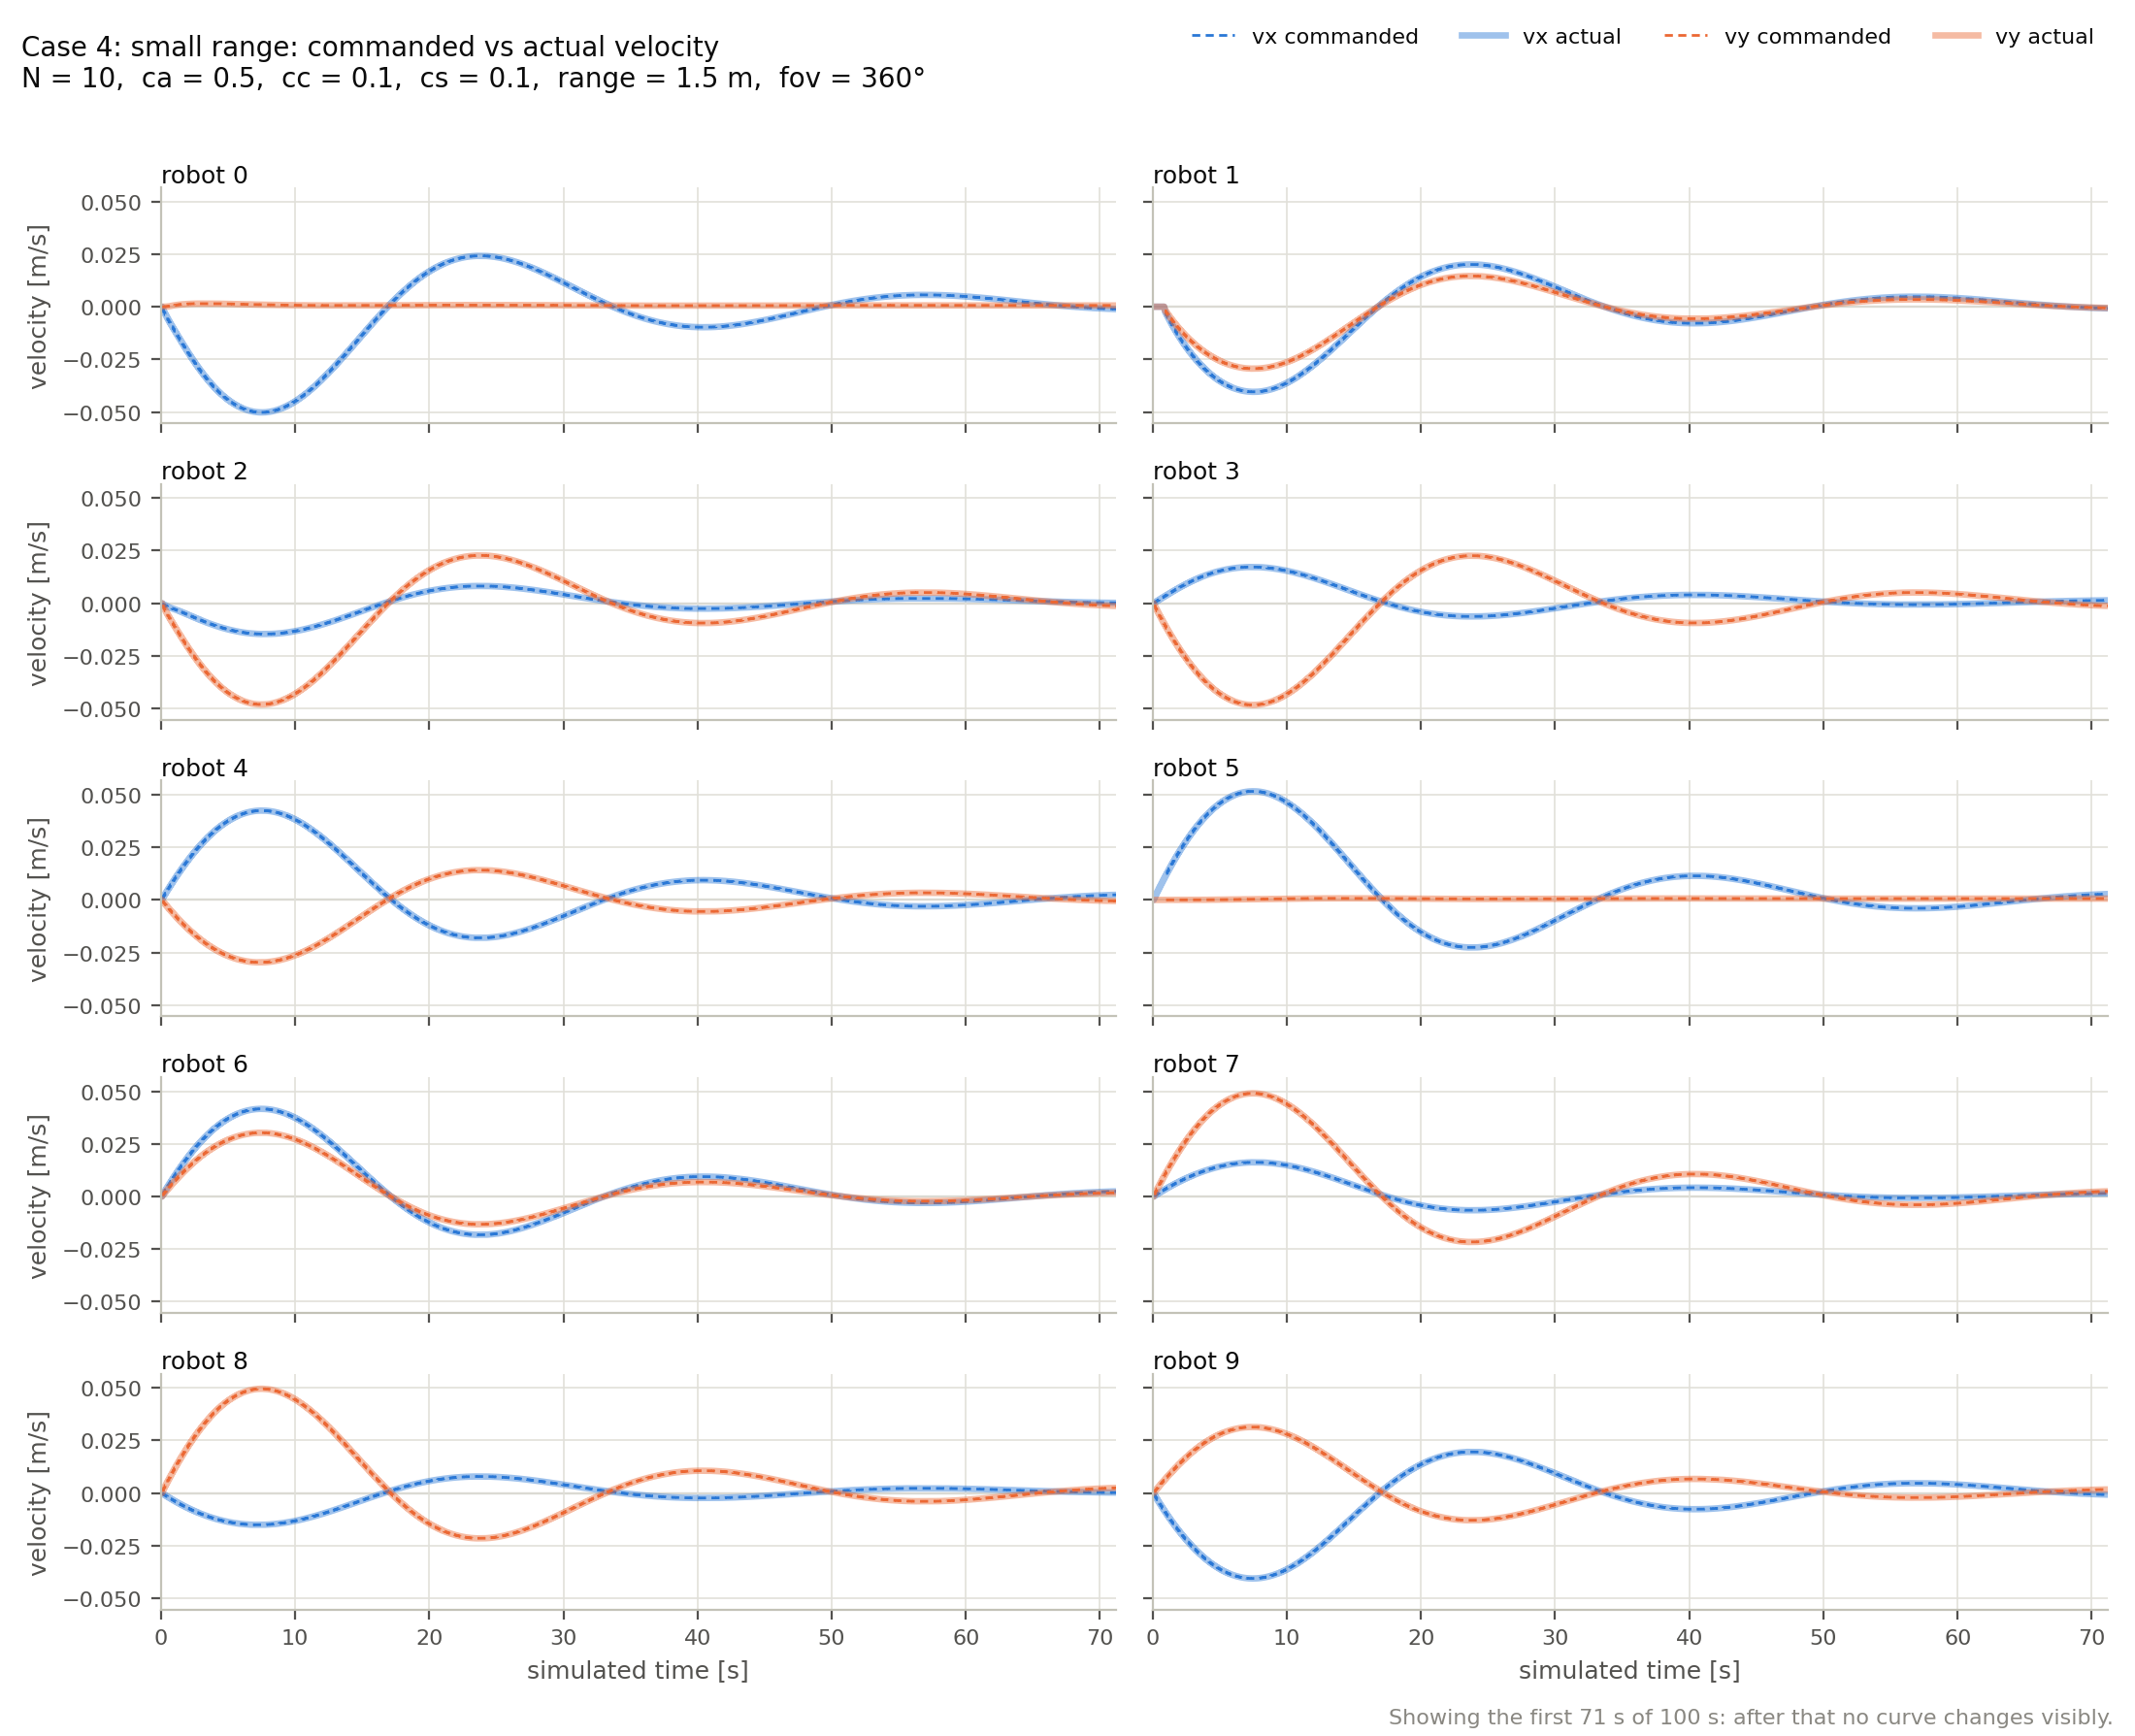 Case 4: small range: commanded vs actual velocity
N = 10,  ca = 0.5,  cc = 0.1,  cs = 0.1,  range = 1.5 m,  fov = 360°
vx commanded
vx actual
vy commanded
vy actual
robot 0
velocity [m/s]
0.050
0.025
0.000
−0.025
−0.050
robot 1
robot 2
velocity [m/s]
0.050
0.025
0.000
−0.025
−0.050
robot 3
robot 4
velocity [m/s]
0.050
0.025
0.000
−0.025
−0.050
robot 5
robot 6
velocity [m/s]
0.050
0.025
0.000
−0.025
−0.050
robot 7
robot 8
velocity [m/s]
0.050
0.025
0.000
−0.025
−0.050
0 10 20 30 40 50 60 70
simulated time [s]
robot 9
0 10 20 30 40 50 60 70
simulated time [s]
Showing the first 71 s of 100 s: after that no curve changes visibly.